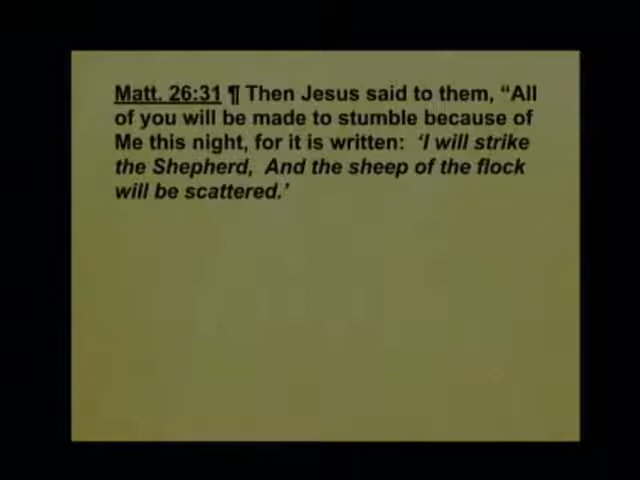 Matt. 26:31 ¶ Then Jesus said to them, “All
of you will be made to stumble because of
Me this night, for it is written:  ‘I will strike
the Shepherd,  And the sheep of the flock
will be scattered.’